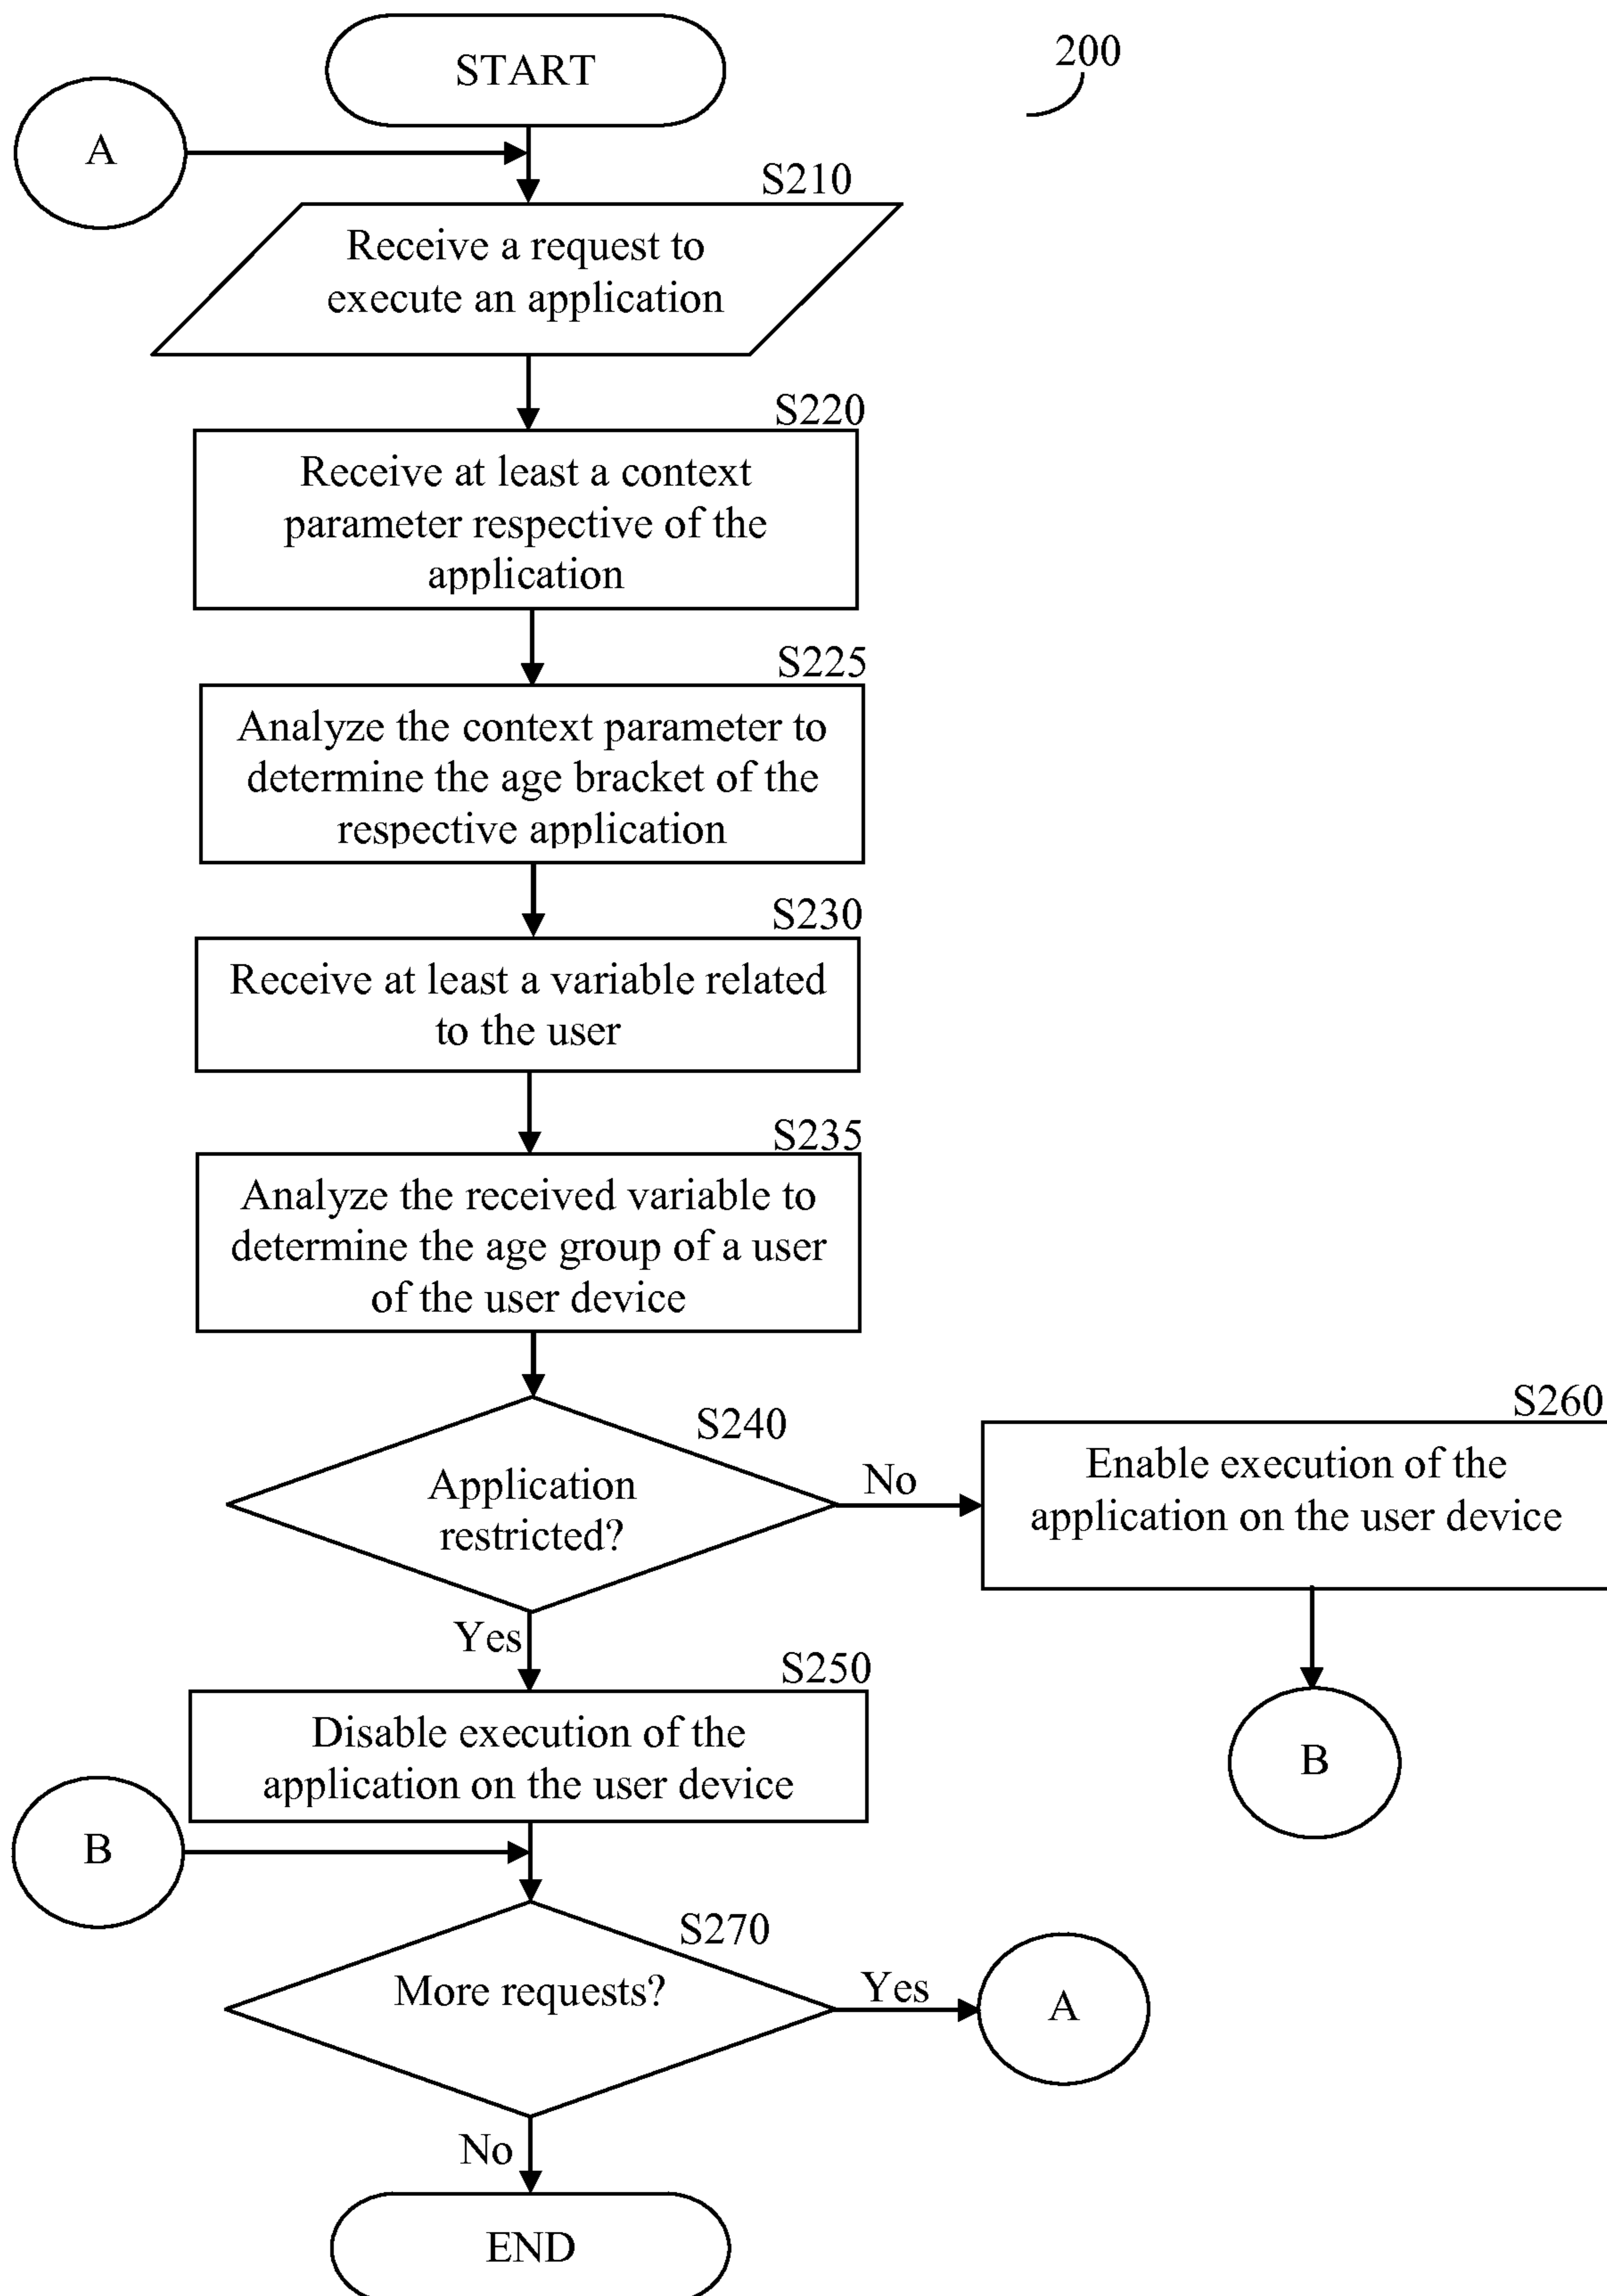 START
200
A
S210
Receive a request to
execute an application
S220
Receive at least a context
parameter respective of the
application
S225
Analyze the context parameter to
determine the age bracket of the
respective application
S230
Receive at least a variable related
to the user
S235
Analyze the received variable to
determine the age group of a user
of the user device
S240
Application
restricted?
No
S260
Enable execution of the
application on the user device
Yes
S250
Disable execution of the
application on the user device
B
B
S270
More requests?
Yes
A
No
END